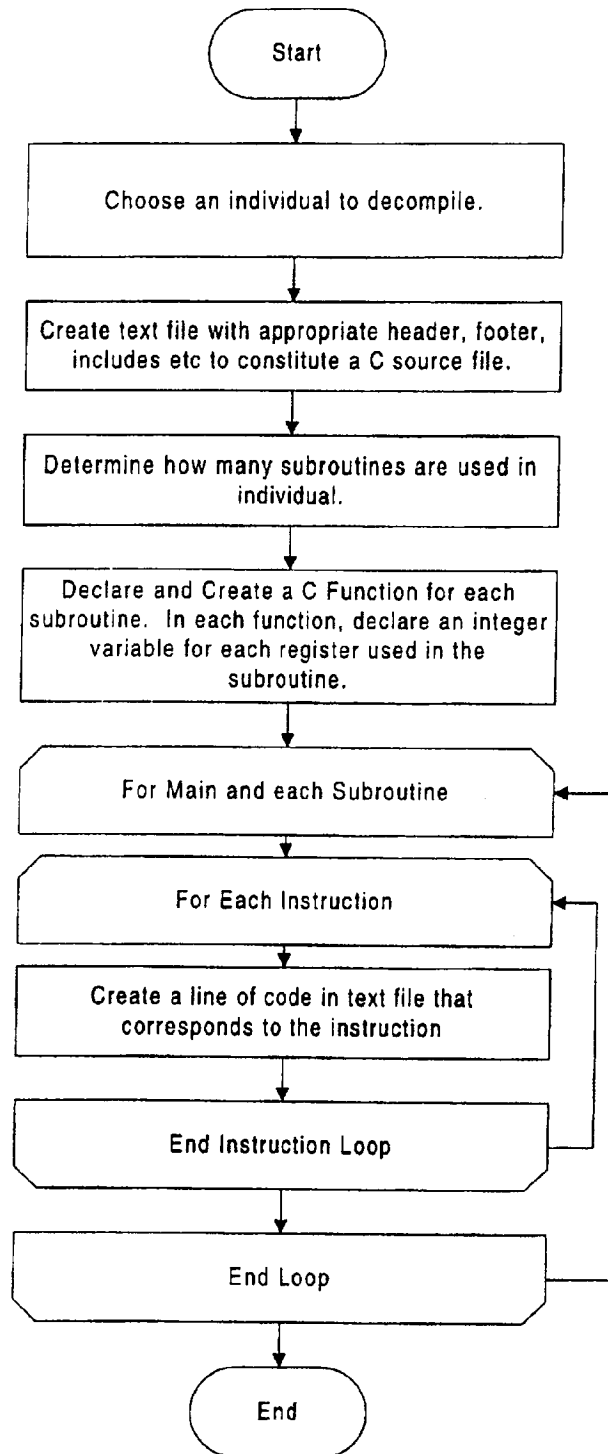 Start
Choose an individual to decompile.
Create text file with appropriate header, footer,
includes etc to constitute a C source file.
Determine how many subroutines are used in
individual.
Declare and Create a C Function for each
subroutine. In each function, declare an integer
variable for each register used in the
subroutine.
For Main and each Subroutine
For Each Instruction
Create a line of code in text file that
corresponds to the instruction
End Instruction Loop
End Loop
End